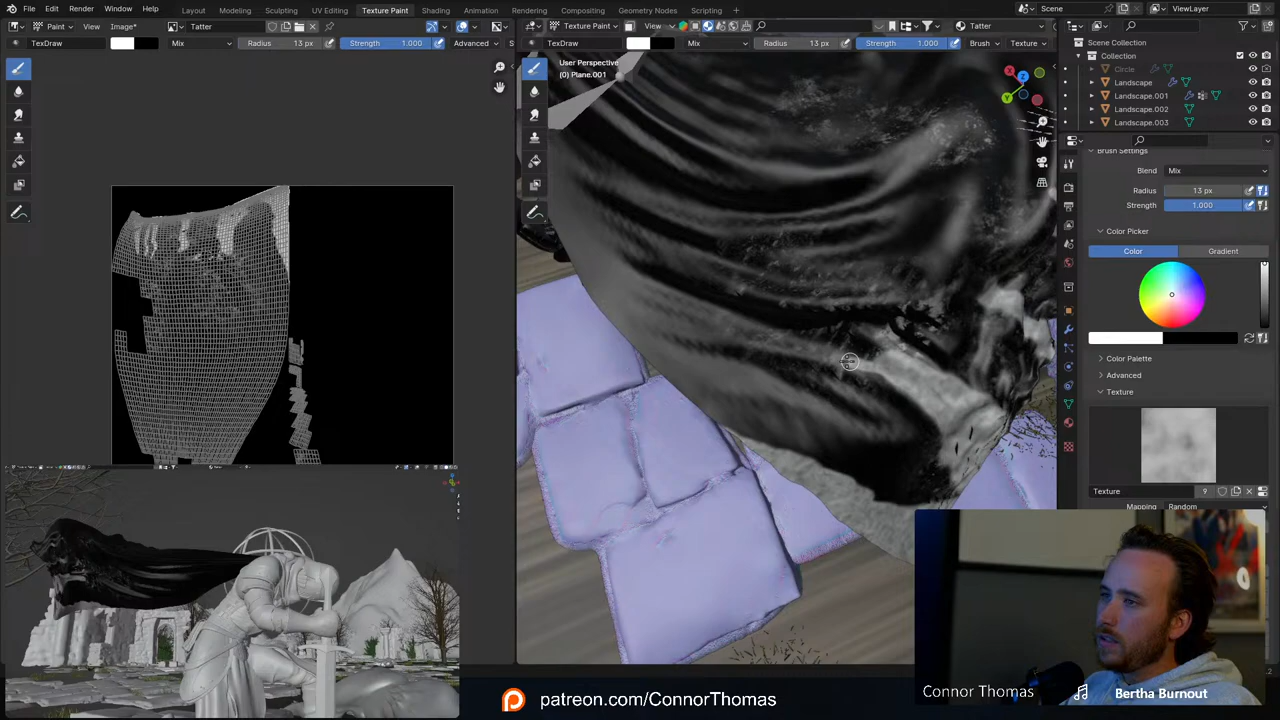 File Edit Render Window Help Layout Modeling Sculpting UV Editing Texture Paint Shading Animation Rendering Compositing Geometry Nodes Scripting Scene ViewLayer
Paint View Image* Tatter Texture Paint View Tatter
TexDraw Mix Radius 13 px Strength 1.000 Advanced TexDraw Mix Radius 13 px Strength 1.000 Brush Texture
Scene Collection
Collection
Circle
Landscape
Landscape.001
Landscape.002
Landscape.003
User Perspective
(0) Plane.001
Brush Settings
Blend Mix
Radius 13 px
Strength 1.000
Color Picker
Color Gradient
Color Palette
Advanced
Texture
Texture 9
Mapping Random
patreon.com/ConnorThomas
Connor Thomas Bertha Burnout